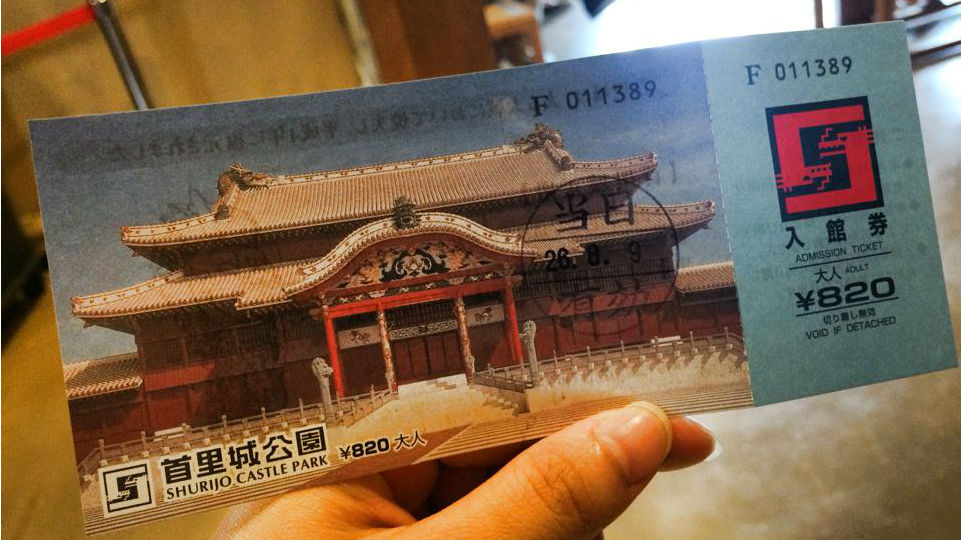 F 011389
当日
26.8.9
首里城公園
SHURIJO CASTLE PARK
¥820 大人
F 011389
入館券
ADMISSION TICKET
大人 ADULT
¥820
切り離し無効
VOID IF DETACHED